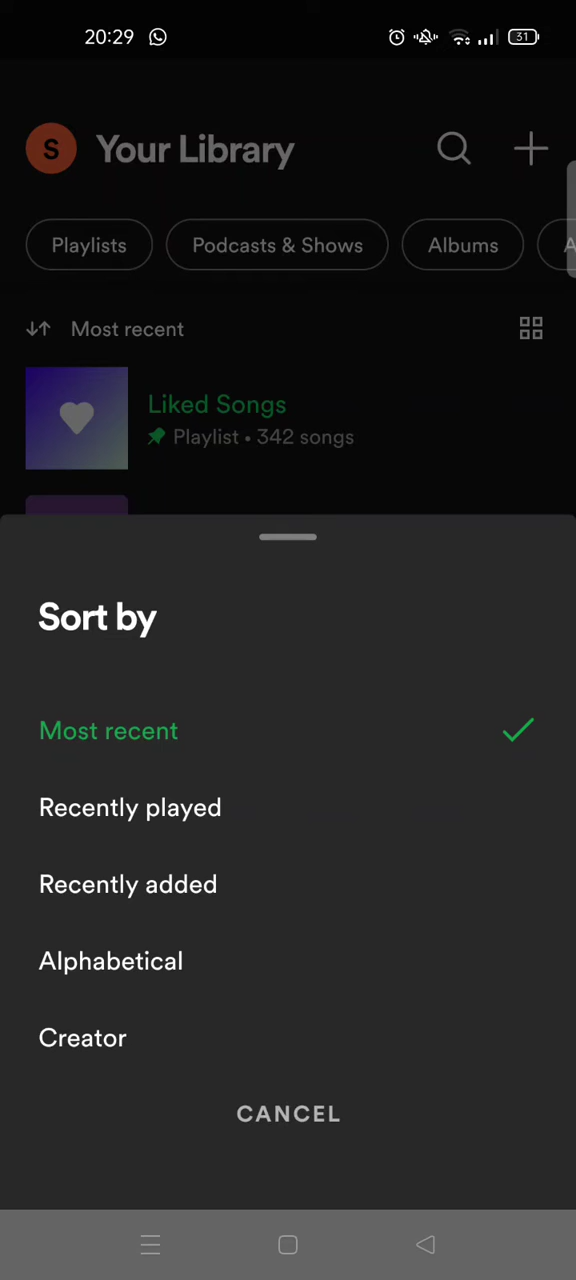 20:29
31
S
Your Library
Playlists
Podcasts & Shows
Albums
A
Most recent
Liked Songs
Playlist • 342 songs
Sort by
Most recent
Recently played
Recently added
Alphabetical
Creator
CANCEL